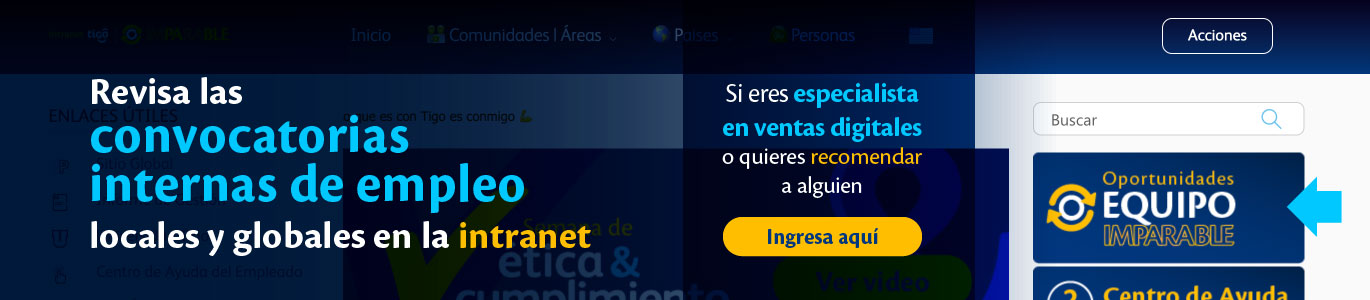 intranet tigo | IMPARABLE
Inicio
Comunidades | Áreas
Países
Personas
Acciones
Revisa las
convocatorias
internas de empleo
locales y globales en la intranet
Si eres especialista
en ventas digitales
o quieres recomendar
a alguien
Ingresa aquí
ENLACES ÚTILES
que es con Tigo es conmigo
Sitio Global
Centro de Ayuda del Empleado
Semana de
ética &
cumplimiento
Ver video
Buscar
Oportunidades
EQUIPO
IMPARABLE
Centro de Ayuda